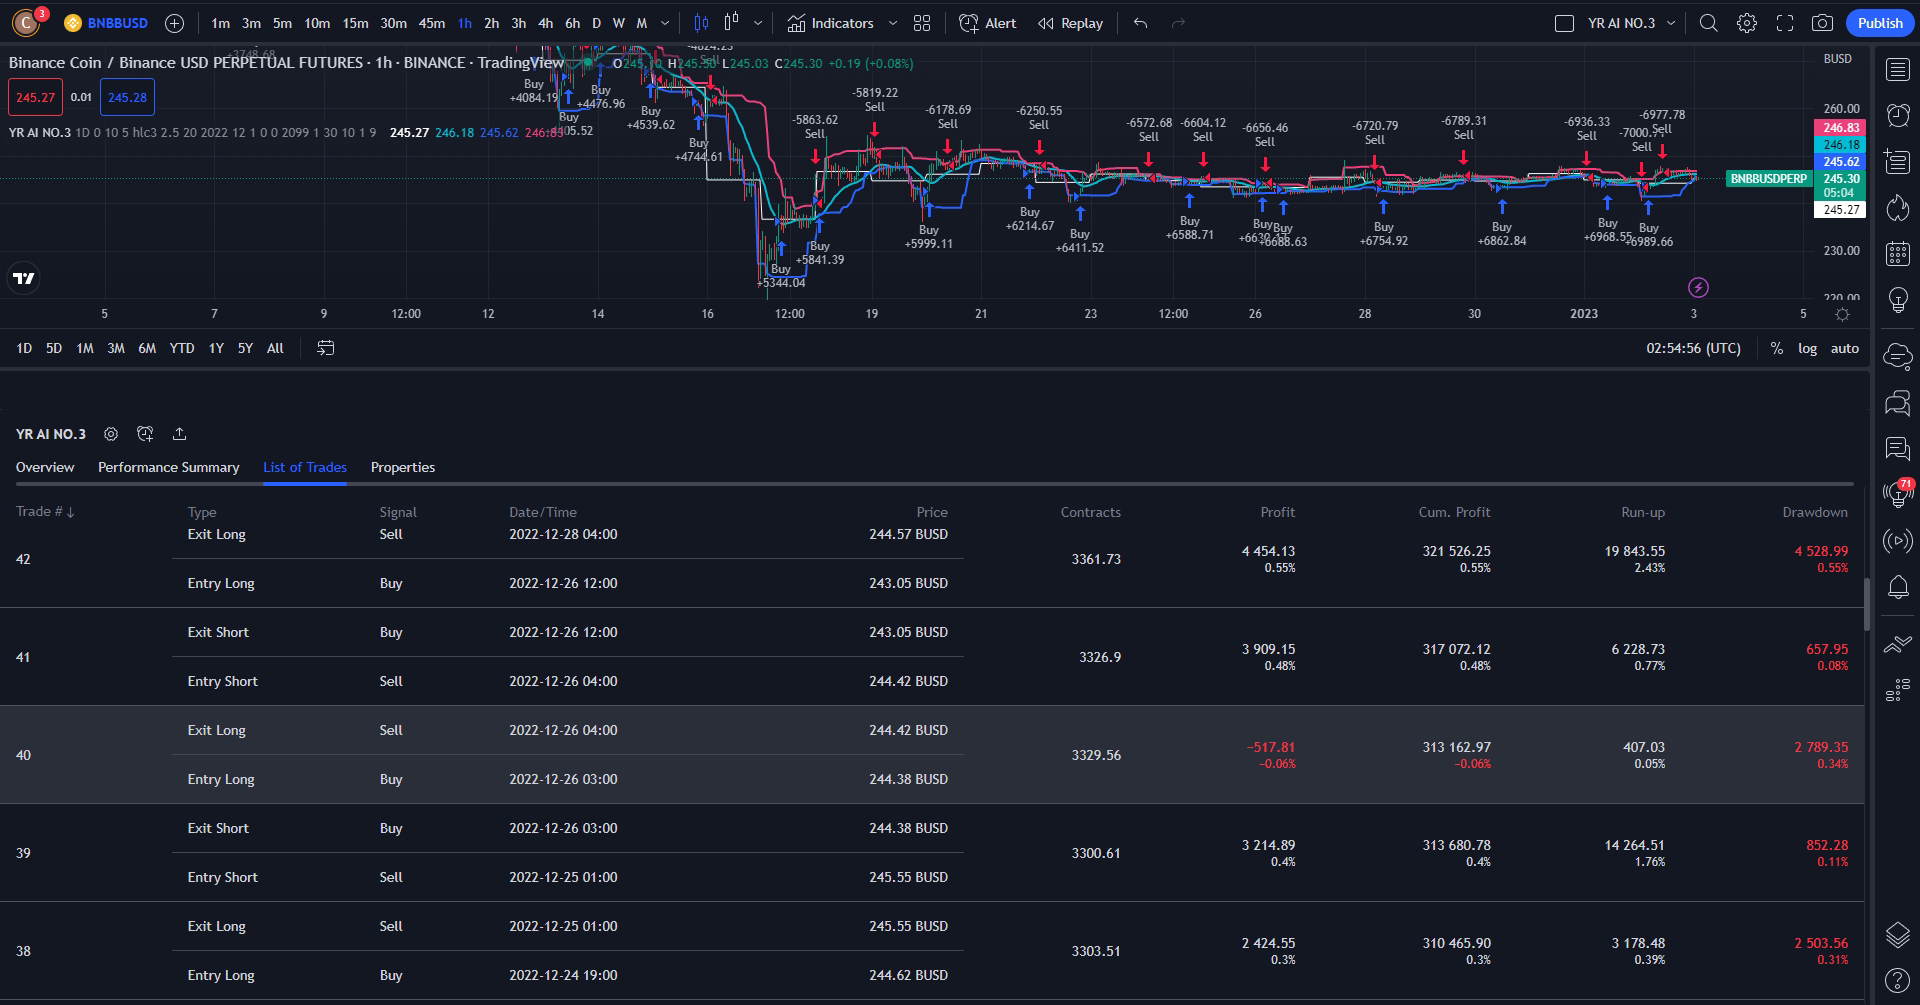 C 3 BNBBUSD 1m 3m 5m 10m 15m 30m 45m 1h 2h 3h 4h 6h D W M Indicators Alert Replay YR AI NO.3 Publish
+3748.68 -4824.23
Sell
Binance Coin / Binance USD PERPETUAL FUTURES · 1h · BINANCE · TradingView O245.10 H245.50 L245.03 C245.30 +0.19 (+0.08%)
BUSD
245.27 0.01 245.28
YR AI NO.3 1D 0 10 5 hlc3 2.5 20 2022 12 1 0 0 2099 1 30 10 1 9 245.27 246.18 245.62 246.83
Buy
+4084.19
Buy
+4405.52
Buy
+4476.96
Buy
+4539.62
Buy
+4744.61
Buy
+5344.04
-5863.62
Sell
Buy
+5841.39
-5819.22
Sell
Buy
+5999.11
-6178.69
Sell
Buy
+6214.67
-6250.55
Sell
Buy
+6411.52
-6572.68
Sell
Buy
+6588.71
-6604.12
Sell
-6656.46
Sell
Buy
Buy
+6688.63
-6720.79
Sell
Buy
+6754.92
-6789.31
Sell
Buy
+6862.84
-6936.33
Sell
Buy
+6968.55
Sell
-6977.78
Sell
Buy
+6989.66
260.00
246.83
246.18
245.62
BNBBUSDPERP 245.30
05:04
245.27
230.00
220.00
5 7 9 12:00 12 14 16 12:00 19 21 23 12:00 26 28 30 2023 3 5
1D 5D 1M 3M 6M YTD 1Y 5Y All 02:54:56 (UTC) % log auto
YR AI NO.3
Overview Performance Summary List of Trades Properties
71
Trade # ↓ Type Signal Date/Time Price Contracts Profit Cum. Profit Run-up Drawdown
Exit Long Sell 2022-12-28 04:00 244.57 BUSD
42 3361.73 4 454.13 321 526.25 19 843.55 4 528.99
0.55% 0.55% 2.43% 0.55%
Entry Long Buy 2022-12-26 12:00 243.05 BUSD
Exit Short Buy 2022-12-26 12:00 243.05 BUSD
41 3326.9 3 909.15 317 072.12 6 228.73 657.95
0.48% 0.48% 0.77% 0.08%
Entry Short Sell 2022-12-26 04:00 244.42 BUSD
Exit Long Sell 2022-12-26 04:00 244.42 BUSD
40 3329.56 −517.81 313 162.97 407.03 2 789.35
−0.06% −0.06% 0.05% 0.34%
Entry Long Buy 2022-12-26 03:00 244.38 BUSD
Exit Short Buy 2022-12-26 03:00 244.38 BUSD
39 3300.61 3 214.89 313 680.78 14 264.51 852.28
0.4% 0.4% 1.76% 0.11%
Entry Short Sell 2022-12-25 01:00 245.55 BUSD
Exit Long Sell 2022-12-25 01:00 245.55 BUSD
38 3303.51 2 424.55 310 465.90 3 178.48 2 503.56
0.3% 0.3% 0.39% 0.31%
Entry Long Buy 2022-12-24 19:00 244.62 BUSD